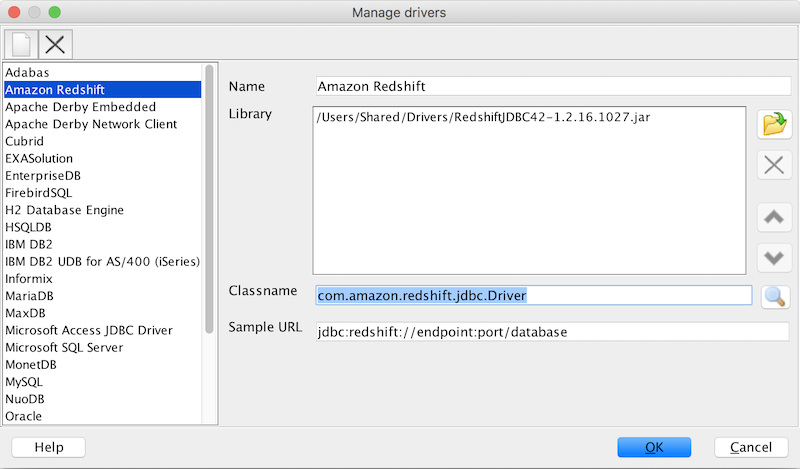 Manage drivers
Adabas
Amazon Redshift
Apache Derby Embedded
Apache Derby Network Client
Cubrid
EXASolution
EnterpriseDB
FirebirdSQL
H2 Database Engine
HSQLDB
IBM DB2
IBM DB2 UDB for AS/400 (iSeries)
Informix
MariaDB
MaxDB
Microsoft Access JDBC Driver
Microsoft SQL Server
MonetDB
MySQL
NuoDB
Oracle
Name Amazon Redshift
Library /Users/Shared/Drivers/RedshiftJDBC42-1.2.16.1027.jar
Classname com.amazon.redshift.jdbc.Driver
Sample URL jdbc:redshift://endpoint:port/database
Help OK Cancel